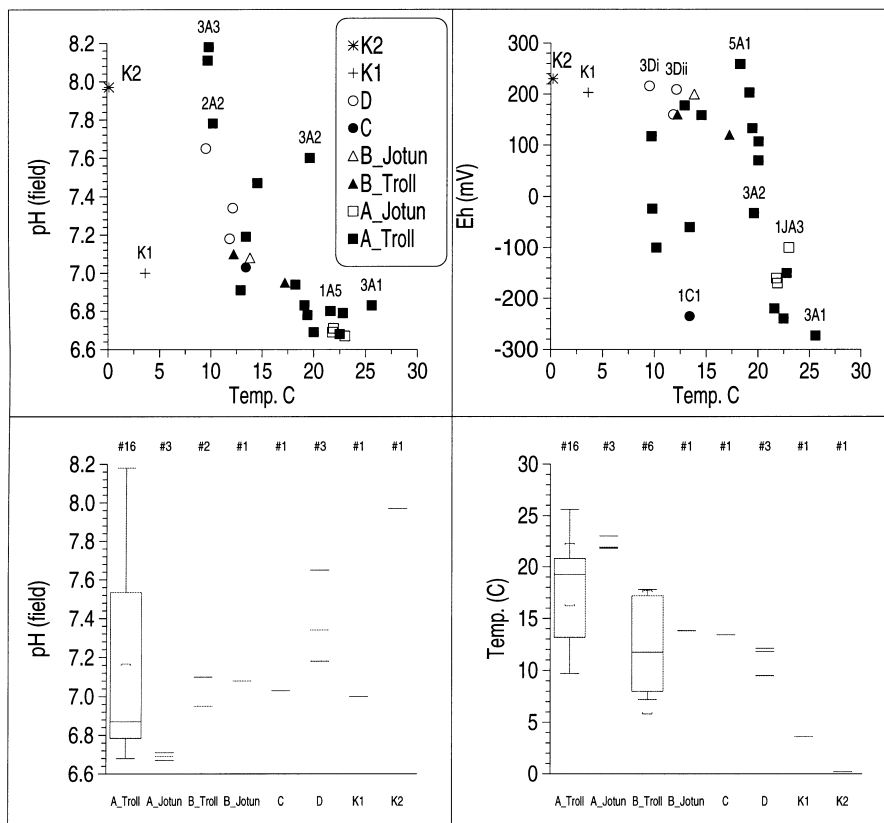 8.2
8.0
7.8
7.6
7.4
7.2
7.0
6.8
6.6
pH (field)
0 5 10 15 20 25 30
Temp. C
K2
K1
3A3
2A2
3A2
1A5
3A1
K2
K1
D
C
B_Jotun
B_Troll
A_Jotun
A_Troll
300
200
100
0
-100
-200
-300
Eh (mV)
0 5 10 15 20 25 30
Temp. C
K2
K1
3Di
3Dii
5A1
3A2
1JA3
1C1
3A1
#16 #3 #2 #1 #1 #3 #1 #1
8.2
8.0
7.8
7.6
7.4
7.2
7.0
6.8
6.6
pH (field)
A_Troll A_Jotun B_Troll B_Jotun C D K1 K2
#16 #3 #6 #1 #1 #3 #1 #1
30
25
20
15
10
5
0
Temp. (C)
A_Troll A_Jotun B_Troll B_Jotun C D K1 K2